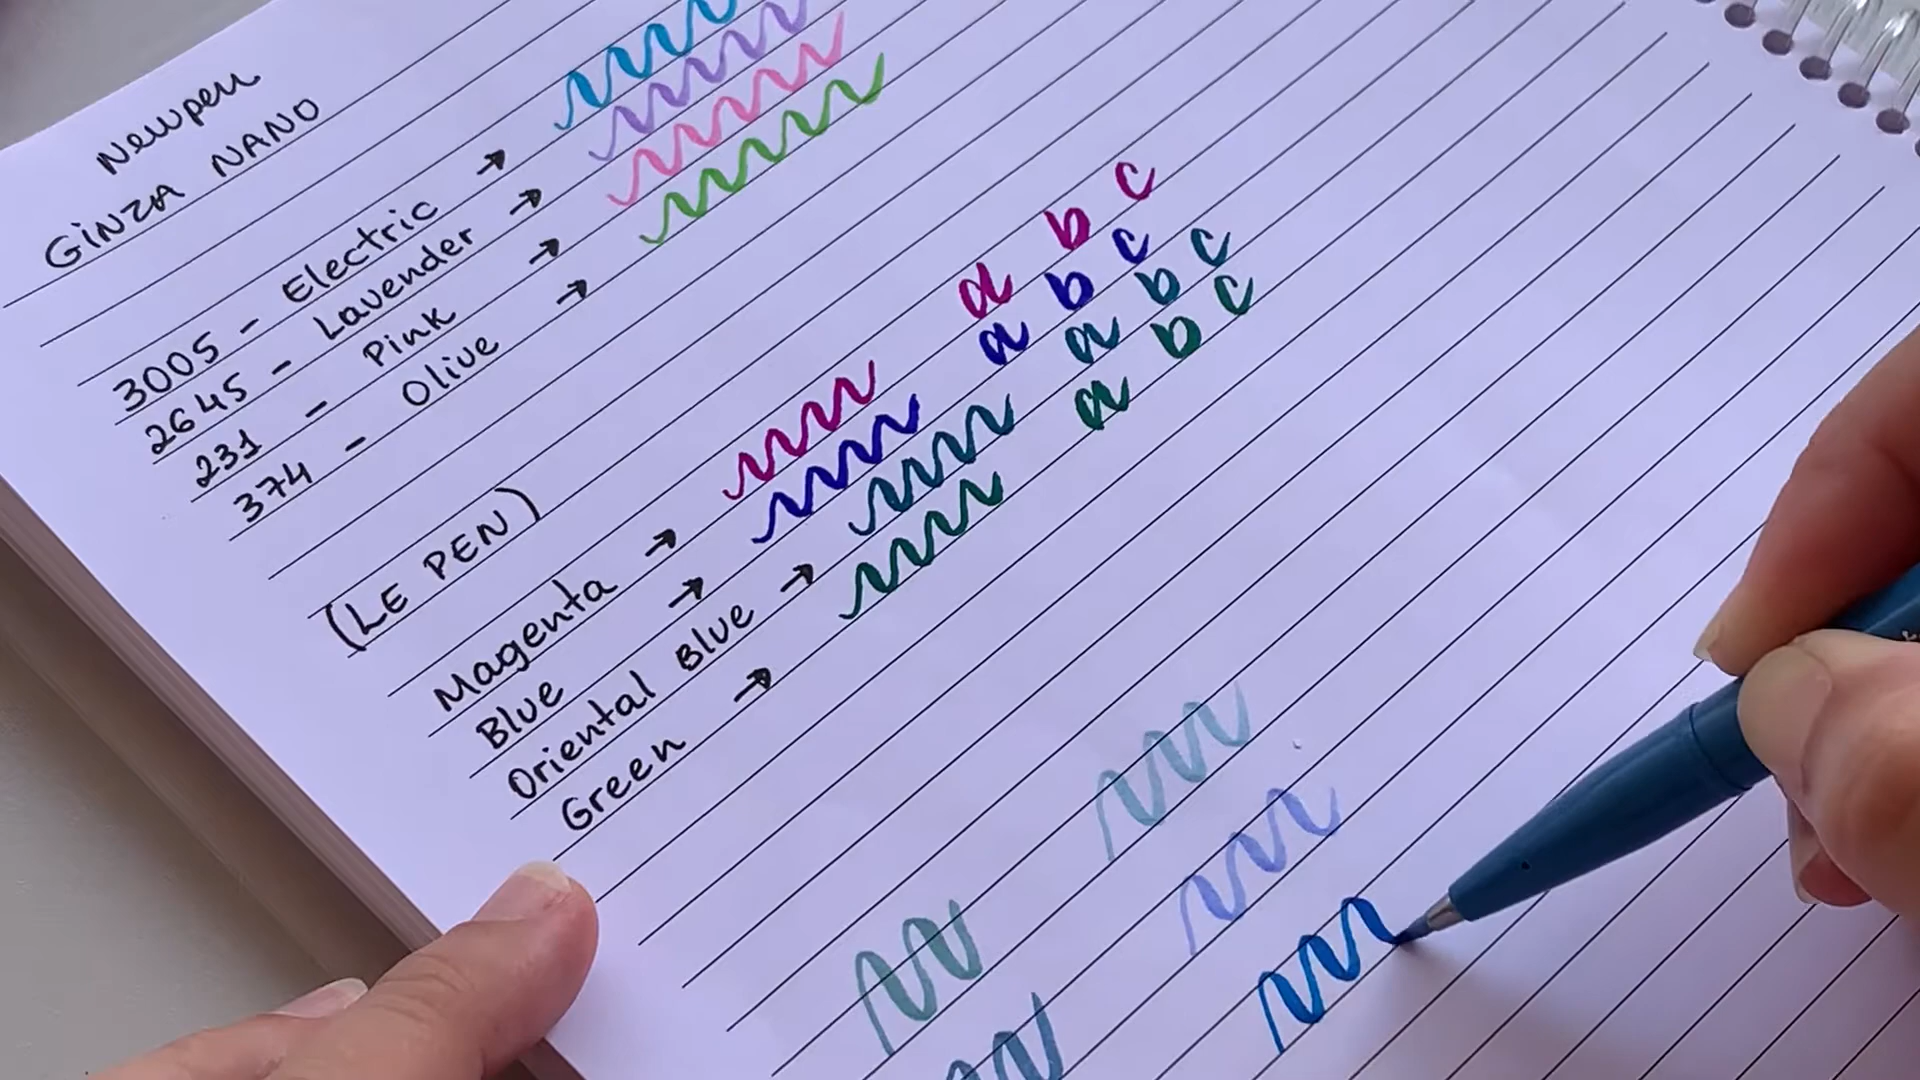 Newpen
GiNZA NANO
3005 - Electric →
2645 - Lavender →
231 - Pink →
374 - Olive →
(LE PEN)
Magenta → a b c
Blue → a b c
Oriental Blue → a b c
Green → a b c